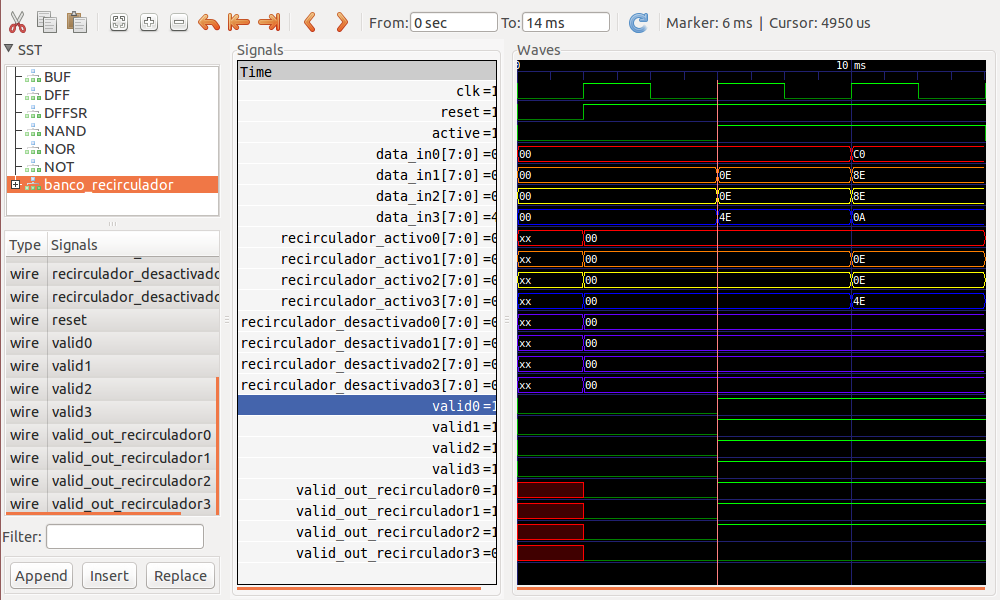 From: 0 sec To: 14 ms Marker: 6 ms | Cursor: 4950 us
SST
BUF
DFF
DFFSR
NAND
NOR
NOT
banco_recirculador
Type Signals
wire recirculador_desactivado
wire recirculador_desactivado
wire reset
wire valid0
wire valid1
wire valid2
wire valid3
wire valid_out_recirculador0
wire valid_out_recirculador1
wire valid_out_recirculador2
wire valid_out_recirculador3
Filter:
Append Insert Replace
Signals
Time
clk=1
reset=1
active=1
data_in0[7:0]=0
data_in1[7:0]=0
data_in2[7:0]=0
data_in3[7:0]=4
recirculador_activo0[7:0]=0
recirculador_activo1[7:0]=0
recirculador_activo2[7:0]=0
recirculador_activo3[7:0]=0
recirculador_desactivado0[7:0]=0
recirculador_desactivado1[7:0]=0
recirculador_desactivado2[7:0]=0
recirculador_desactivado3[7:0]=0
valid0=1
valid1=1
valid2=1
valid3=1
valid_out_recirculador0=1
valid_out_recirculador1=1
valid_out_recirculador2=1
valid_out_recirculador3=0
Waves
0 10 ms
00 C0
00 0E 8E
00 0E 8E
00 4E 0A
xx 00
xx 00 0E
xx 00 0E
xx 00 4E
xx 00
xx 00
xx 00
xx 00